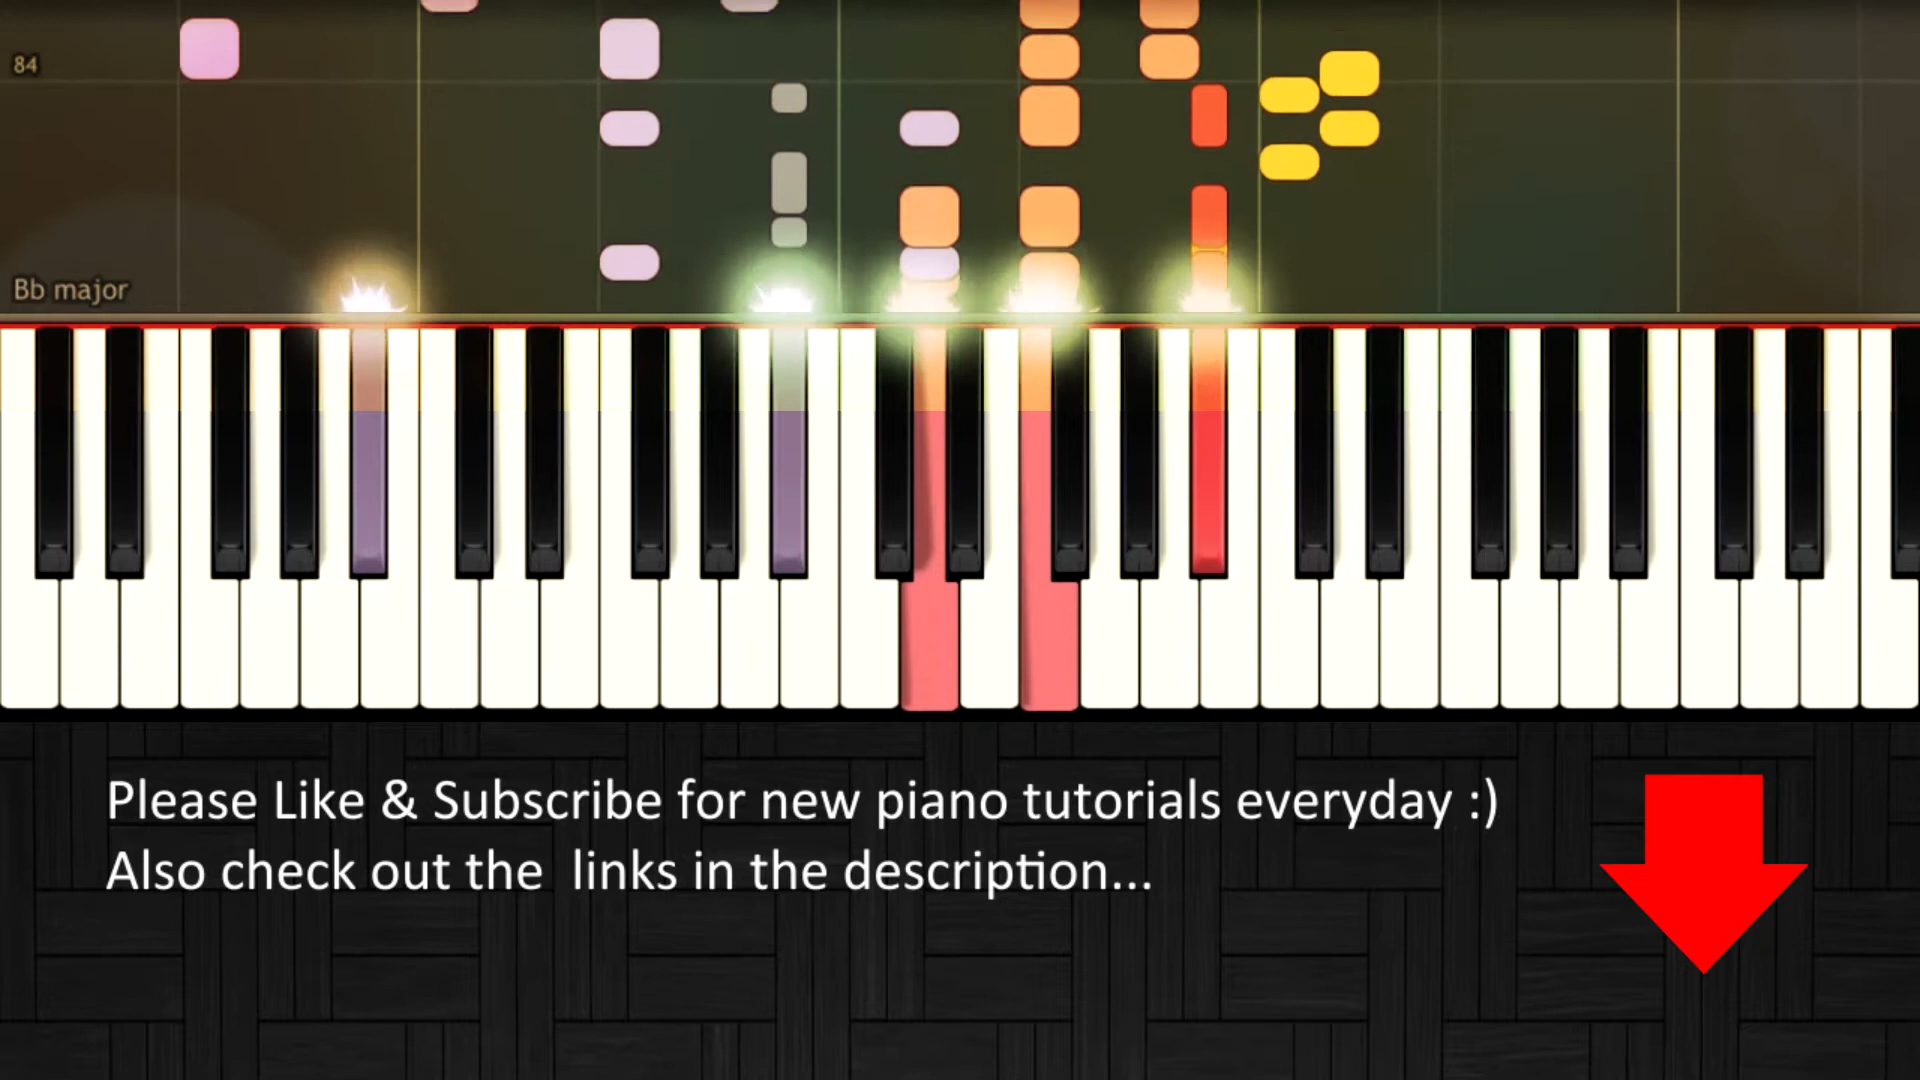 84
Bb major
Please Like & Subscribe for new piano tutorials everyday :)
Also check out the  links in the description...